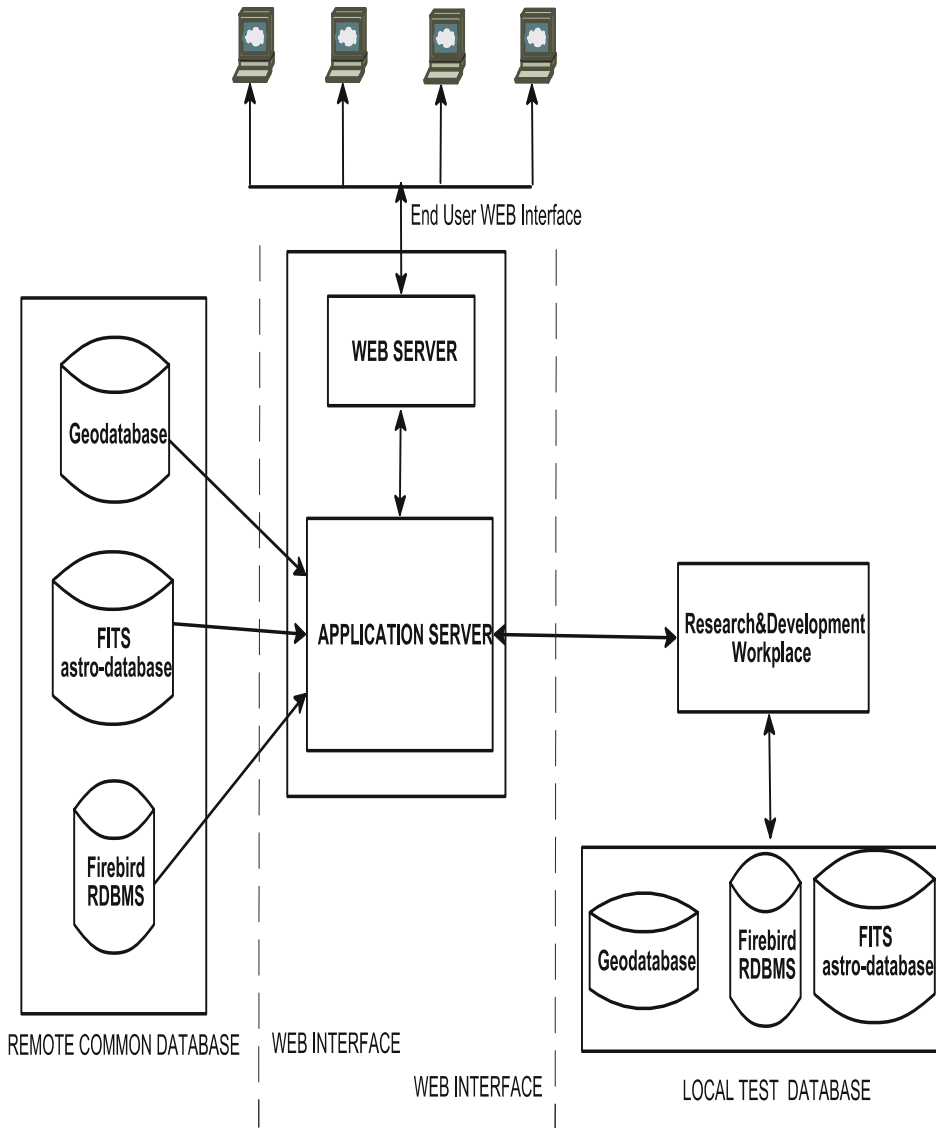 End User WEB Interface
WEB SERVER
Geodatabase
FITS
astro-database
APPLICATION SERVER
Research&Development
Workplace
Firebird
RDBMS
Geodatabase
Firebird
RDBMS
FITS
astro-database
REMOTE COMMON DATABASE
WEB INTERFACE
WEB INTERFACE
LOCAL TEST DATABASE